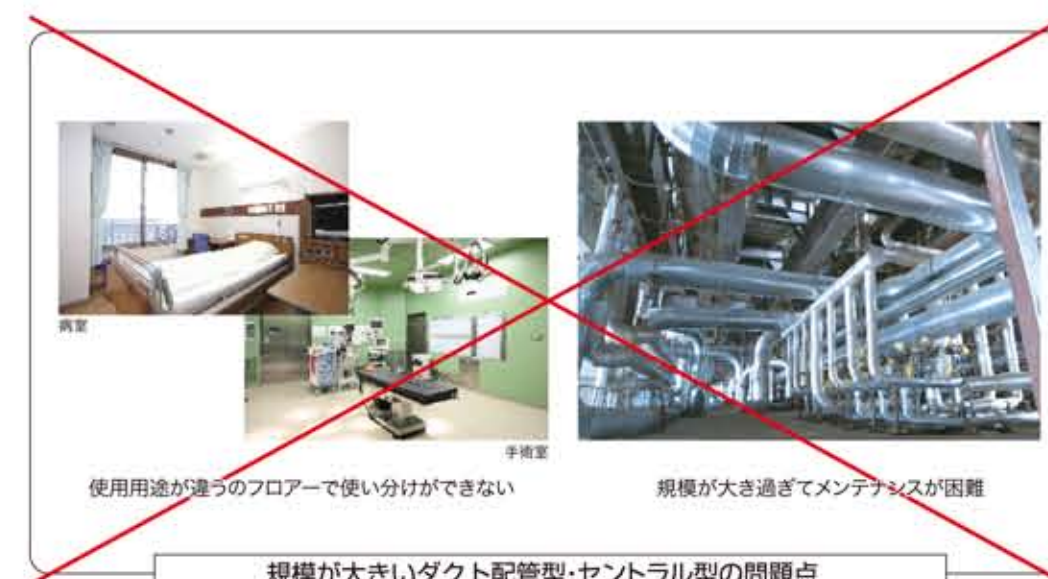 病室
手術室
使用用途が違うのフロアーで使い分けができない
規模が大き過ぎてメンテナシスが困難
規模が大きいダクト配管型・セントラル型の問題点